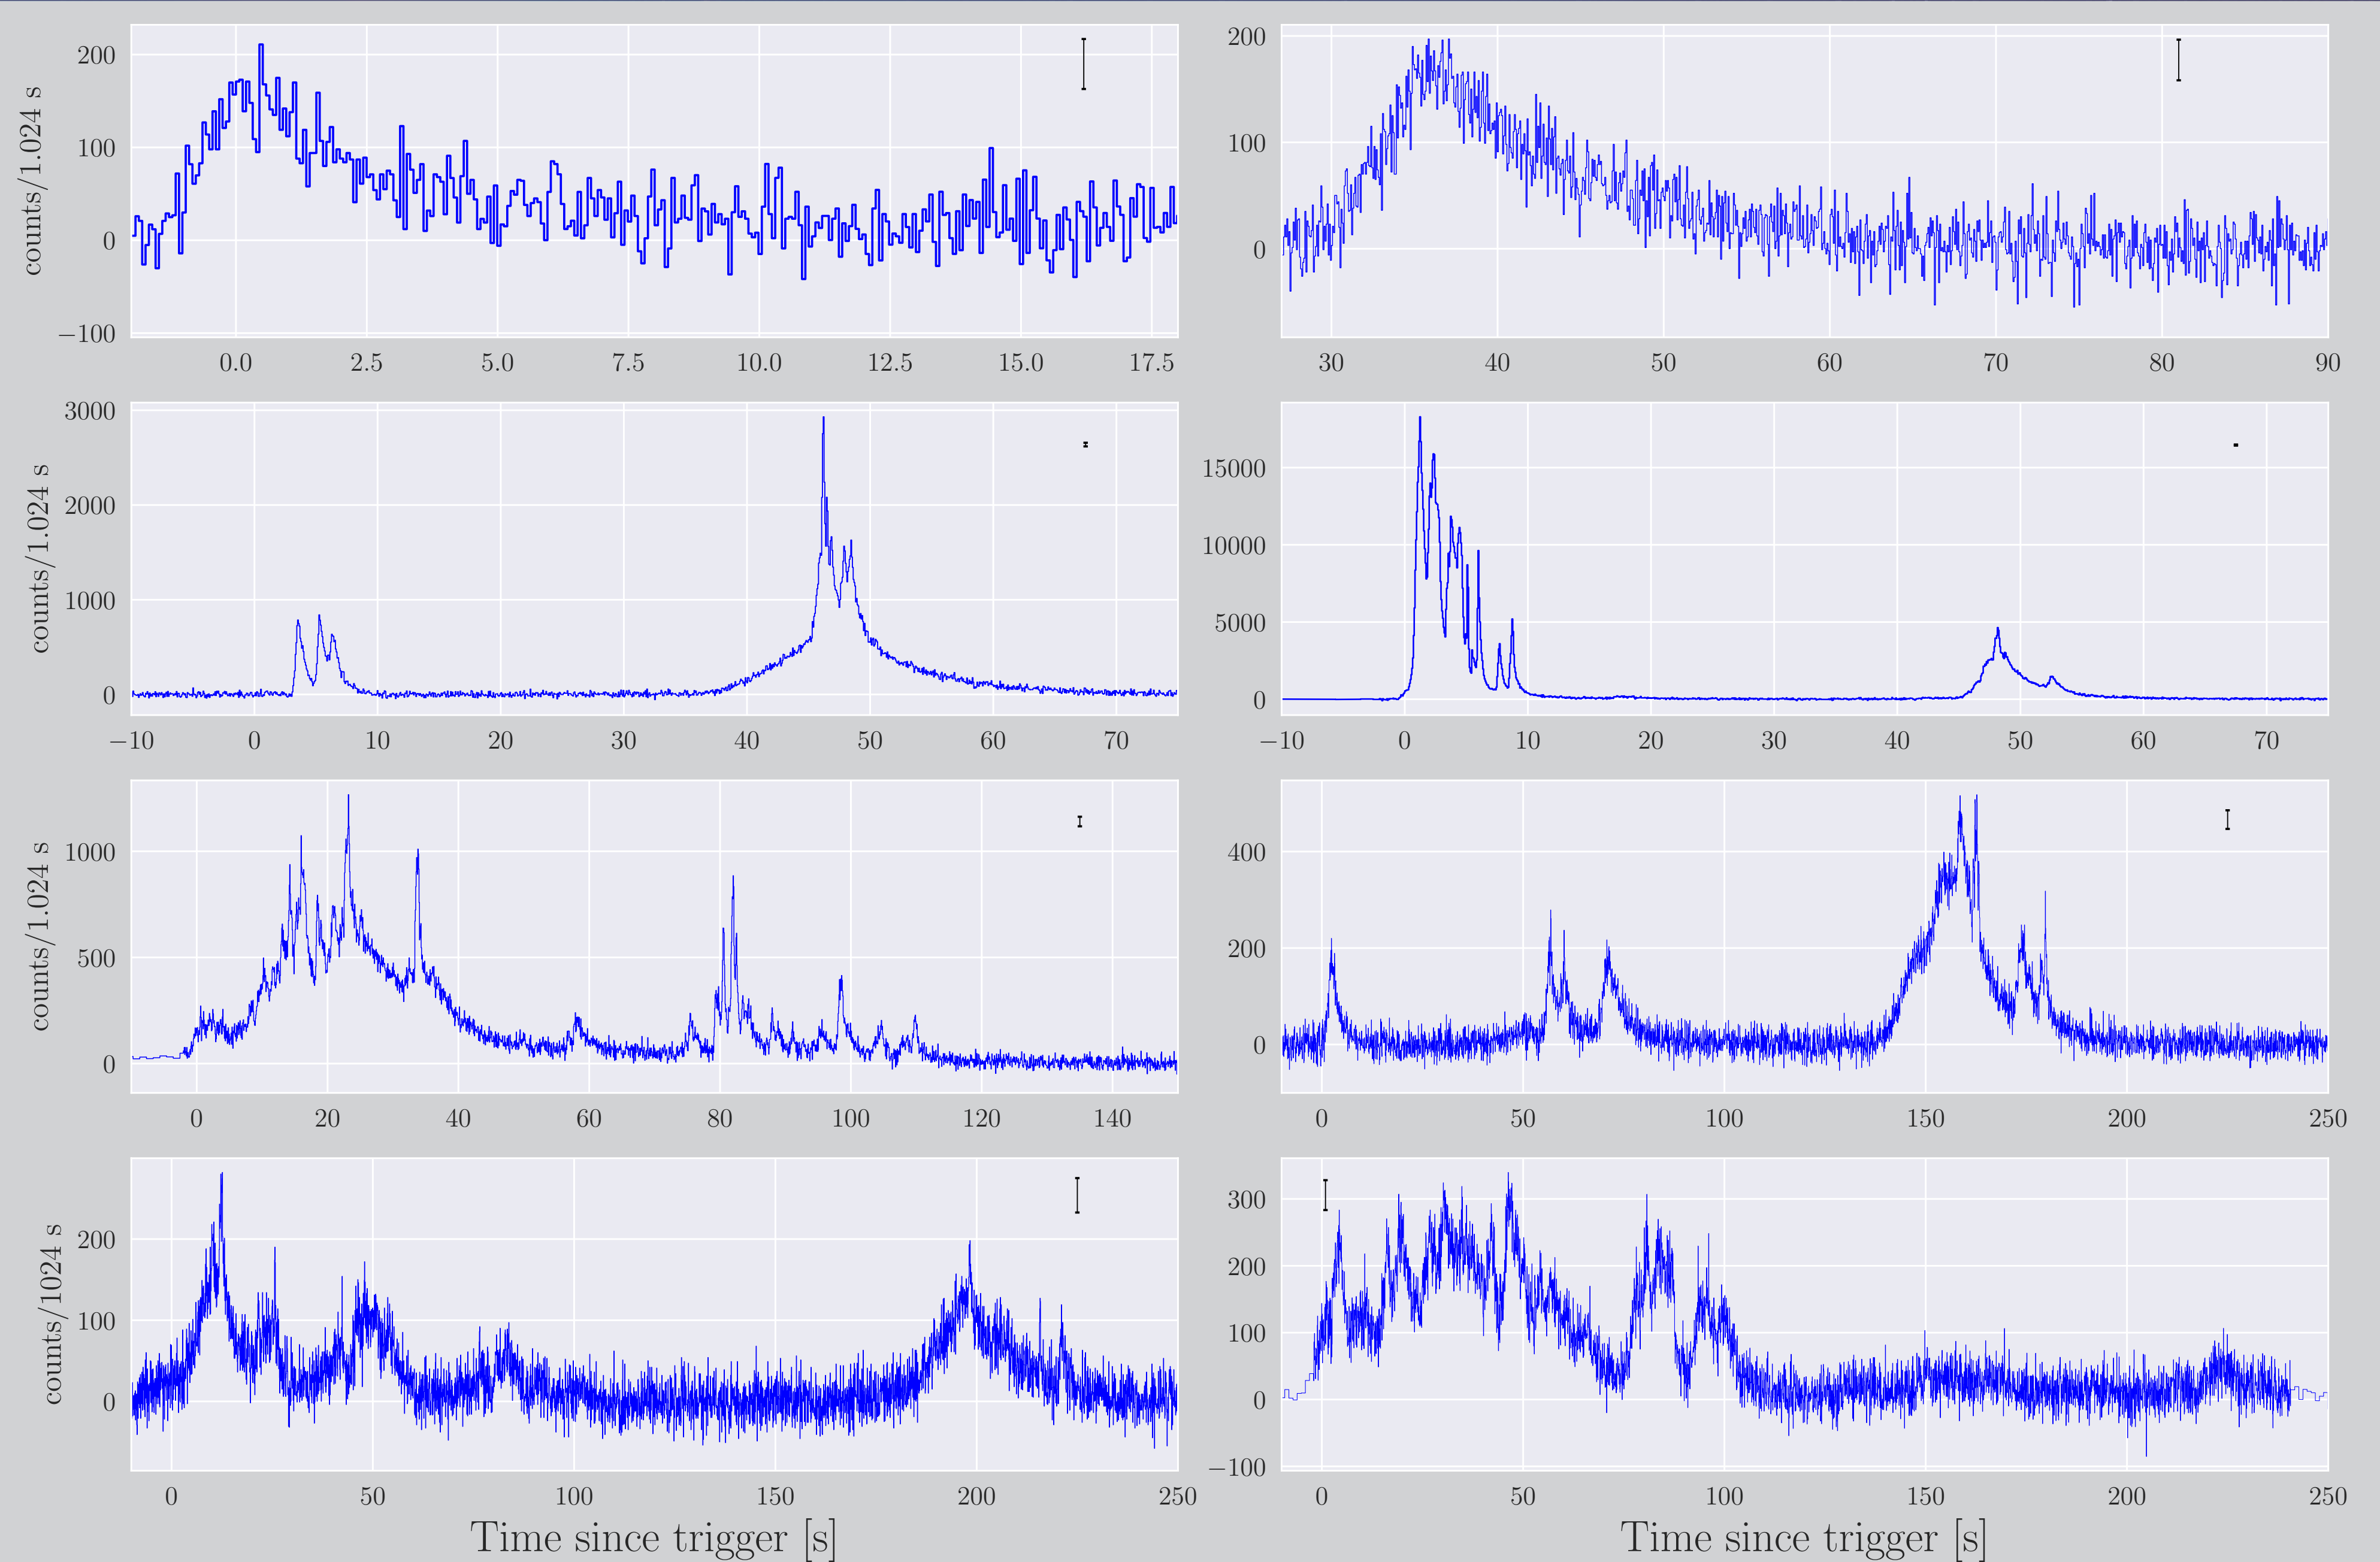 200
100
0
−100
counts/1.024 s
0.0 2.5 5.0 7.5 10.0 12.5 15.0 17.5
200
100
0
30 40 50 60 70 80 90
3000
2000
1000
0
counts/1.024 s
−10 0 10 20 30 40 50 60 70
15000
10000
5000
0
−10 0 10 20 30 40 50 60 70
1000
500
0
counts/1.024 s
0 20 40 60 80 100 120 140
400
200
0
0 50 100 150 200 250
200
100
0
counts/1024 s
0 50 100 150 200 250
Time since trigger [s]
300
200
100
0
−100
0 50 100 150 200 250
Time since trigger [s]